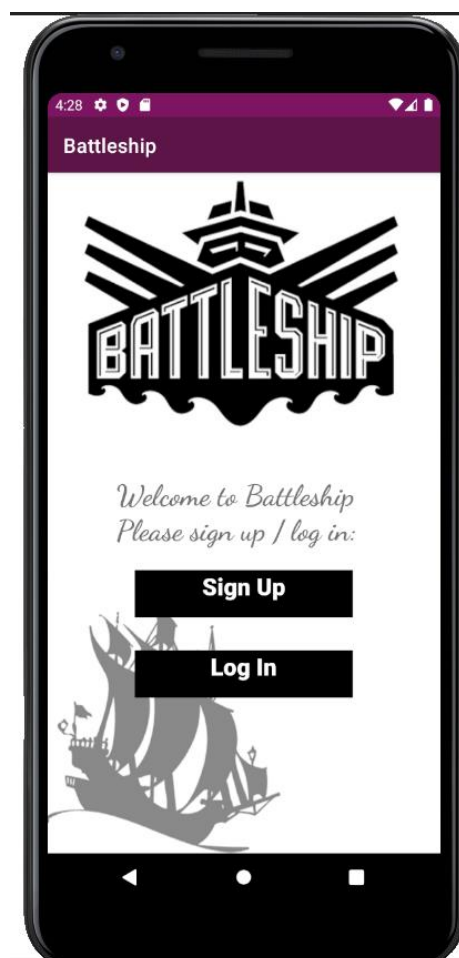 4:28
Battleship
BATTLESHIP
Welcome to Battleship
Please sign up / log in:
Sign Up
Log In